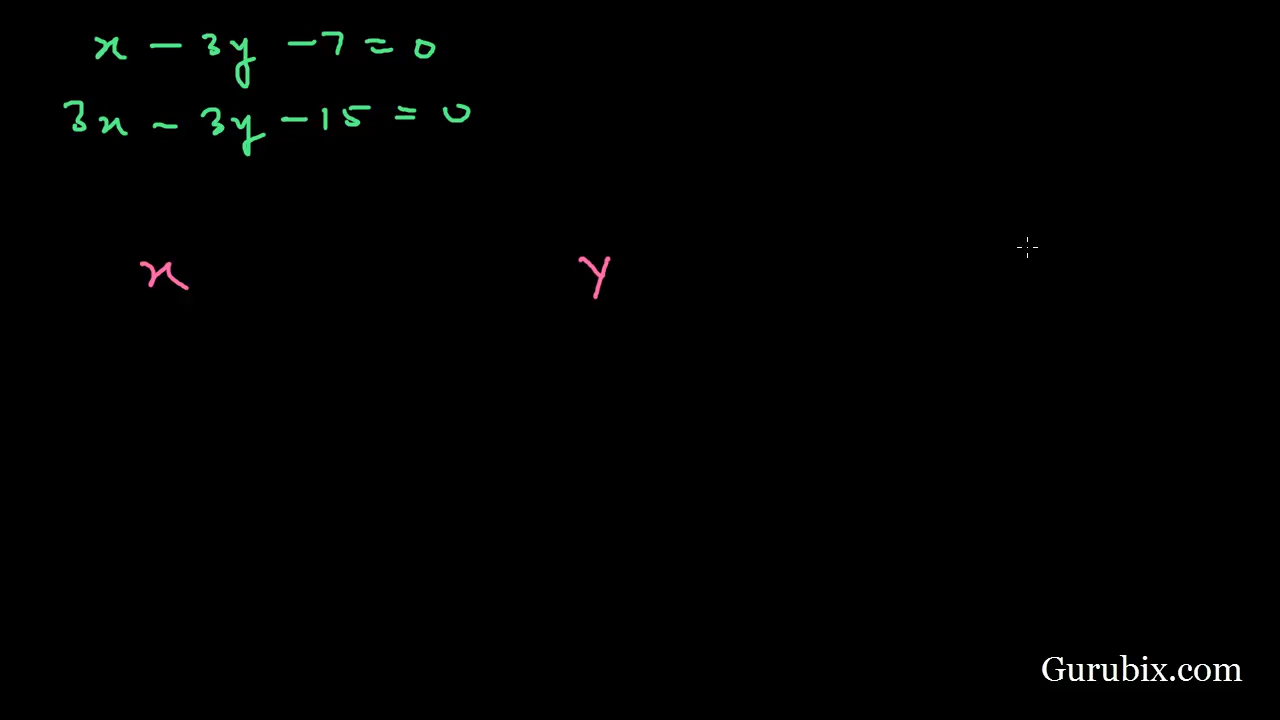 x - 3y - 7 = 0
3x - 3y - 15 = 0
x y
Gurubix.com